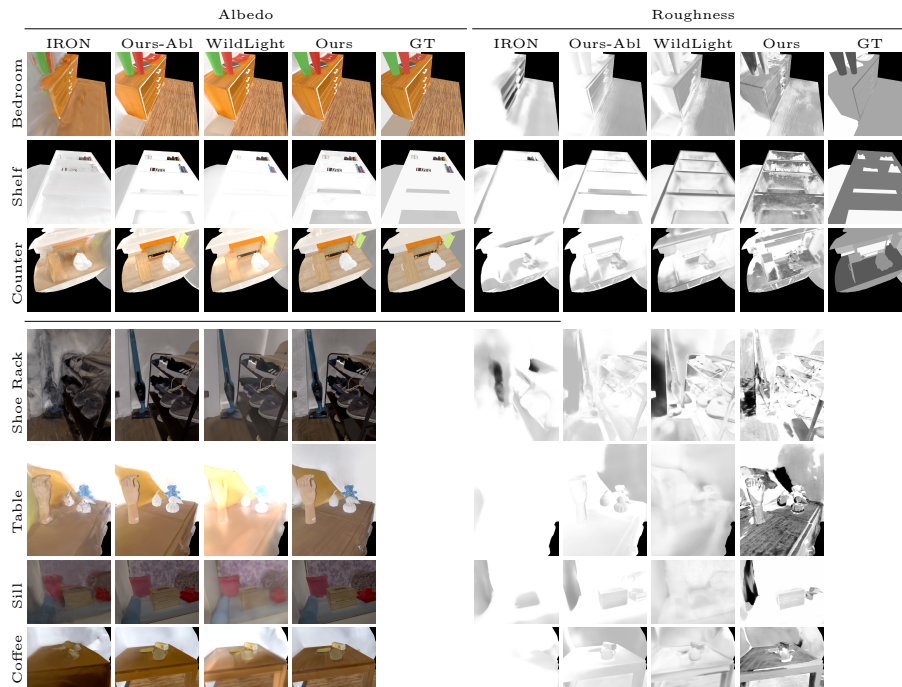 Albedo Roughness
IRON Ours-Abl WildLight Ours GT IRON Ours-Abl WildLight Ours GT
Bedroom
Shelf
Counter
Shoe Rack
Table
Sill
Coffee